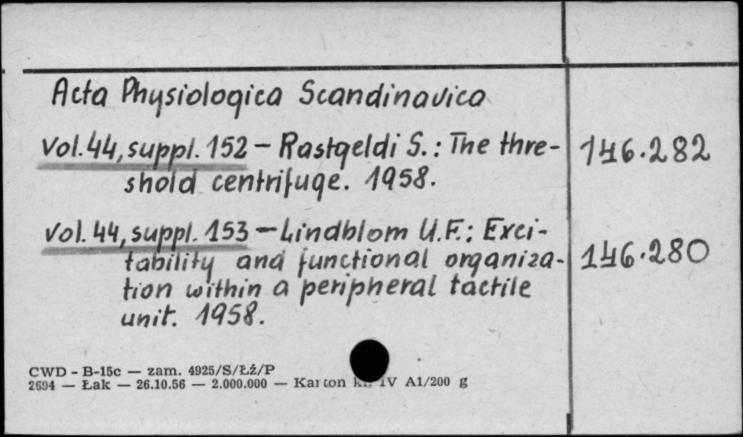 Acta Physiologica Scandinavica
vol. 44, suppl. 152 — Rastgeldi S.: The thre- 146.282
shold centrifuge. 1958.
vol. 44, suppl. 153 — Lindblom U.F.: Exci-
tability and functional organiza- 146.280
tion within a peripheral tactile
unit. 1958.
CWD - B-15c — zam. 4925/S/Łż/P
2694 — Łak — 26.10.56 — 2.000.000 — Karton kl. IV A1/200 g